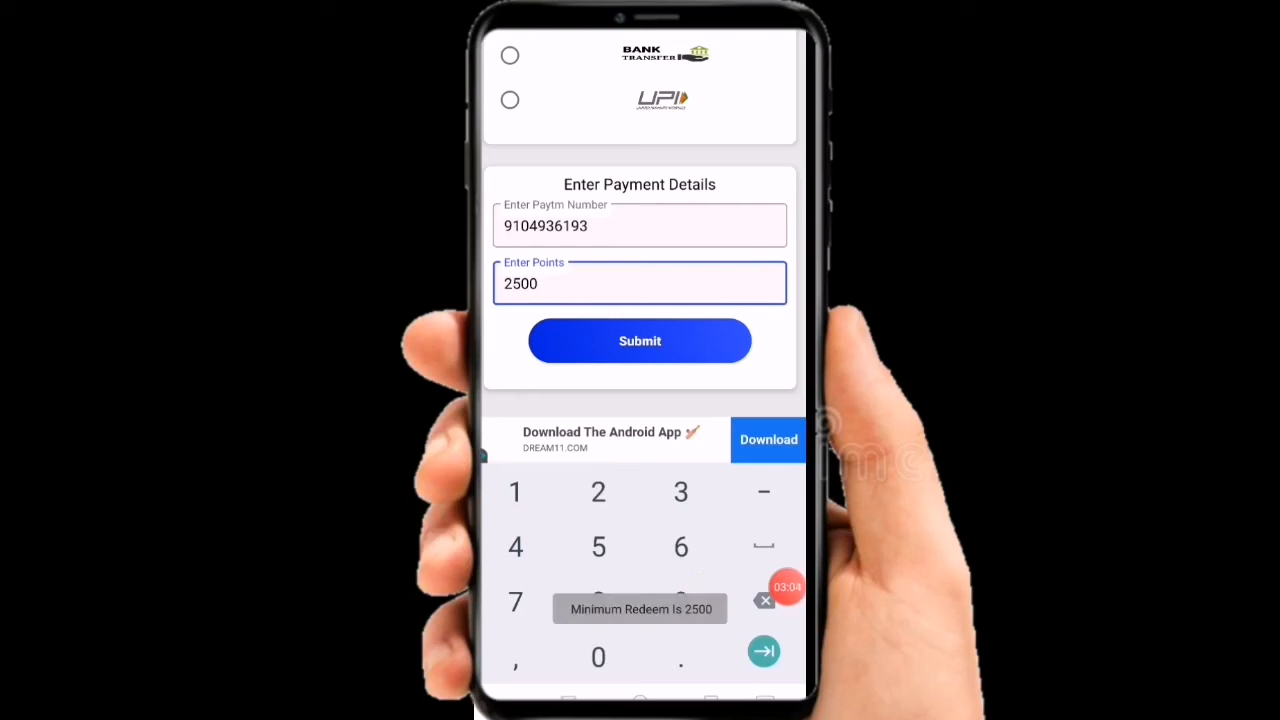 BANK
TRANSFER
UPI
Enter Payment Details
Enter Paytm Number
9104936193
Enter Points
2500
Submit
Download The Android App
DREAM11.COM
Download
1 2 3 -
4 5 6
7
03:04
Minimum Redeem Is 2500
, 0 .